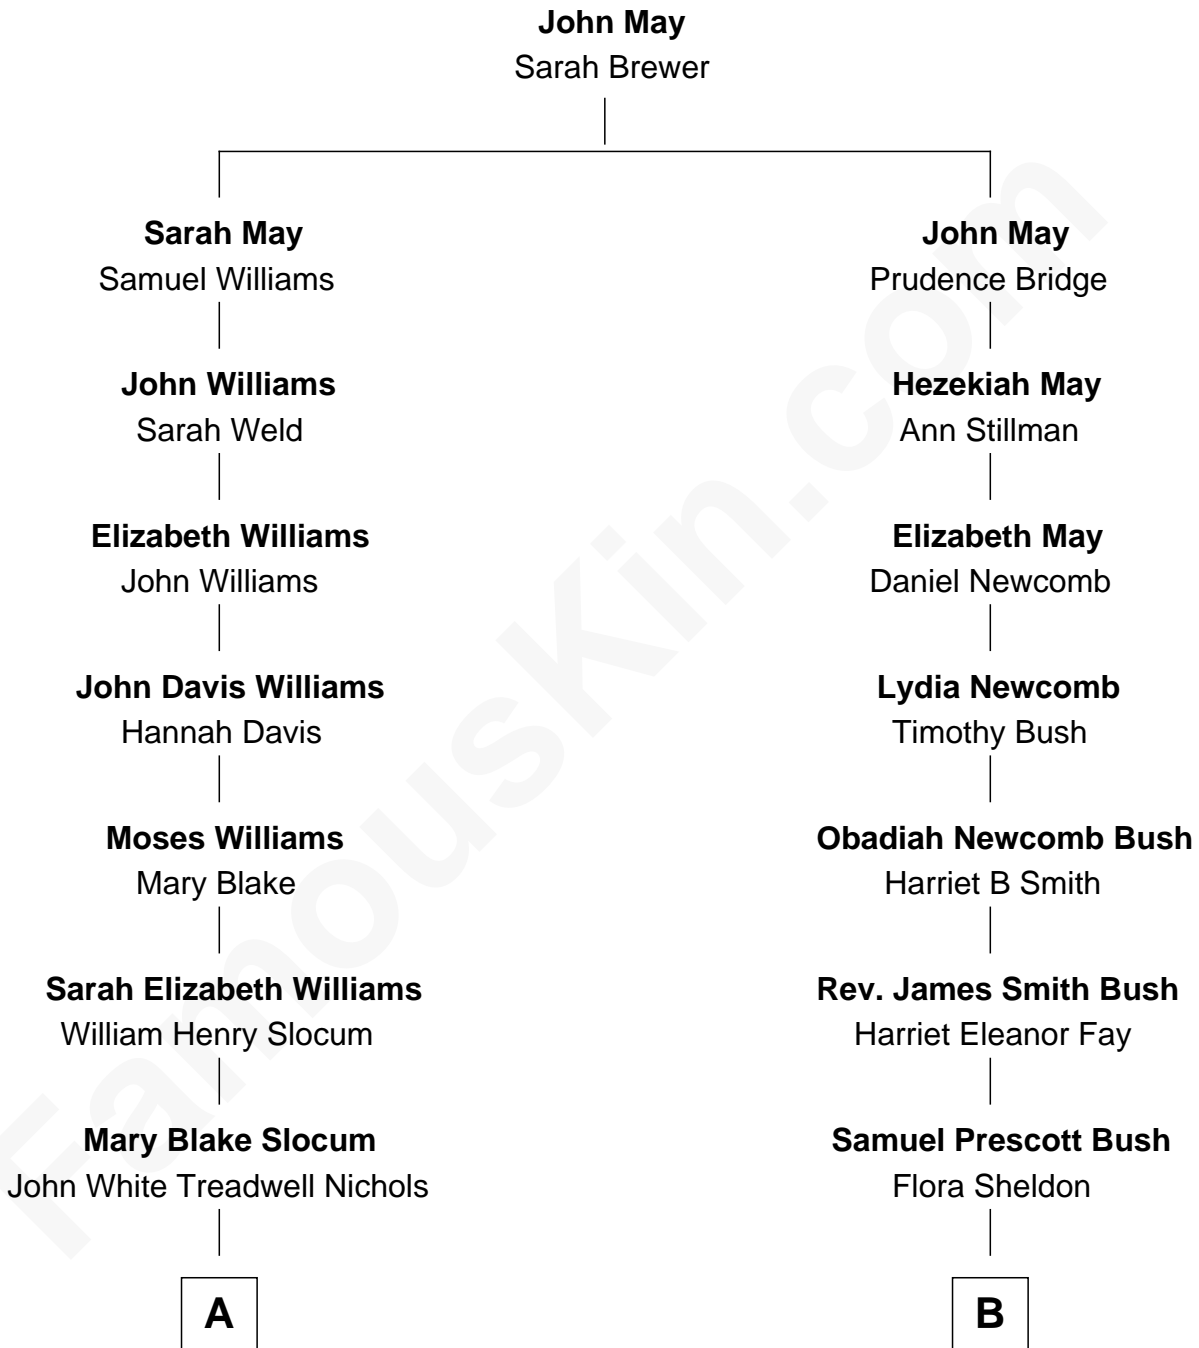 John May
Sarah Brewer
Sarah May
Samuel Williams
John Williams
Sarah Weld
Elizabeth Williams
John Williams
John Davis Williams
Hannah Davis
Moses Williams
Mary Blake
Sarah Elizabeth Williams
William Henry Slocum
Mary Blake Slocum
John White Treadwell Nichols
A
John May
Prudence Bridge
Hezekiah May
Ann Stillman
Elizabeth May
Daniel Newcomb
Lydia Newcomb
Timothy Bush
Obadiah Newcomb Bush
Harriet B Smith
Rev. James Smith Bush
Harriet Eleanor Fay
Samuel Prescott Bush
Flora Sheldon
B
FamousKin.com